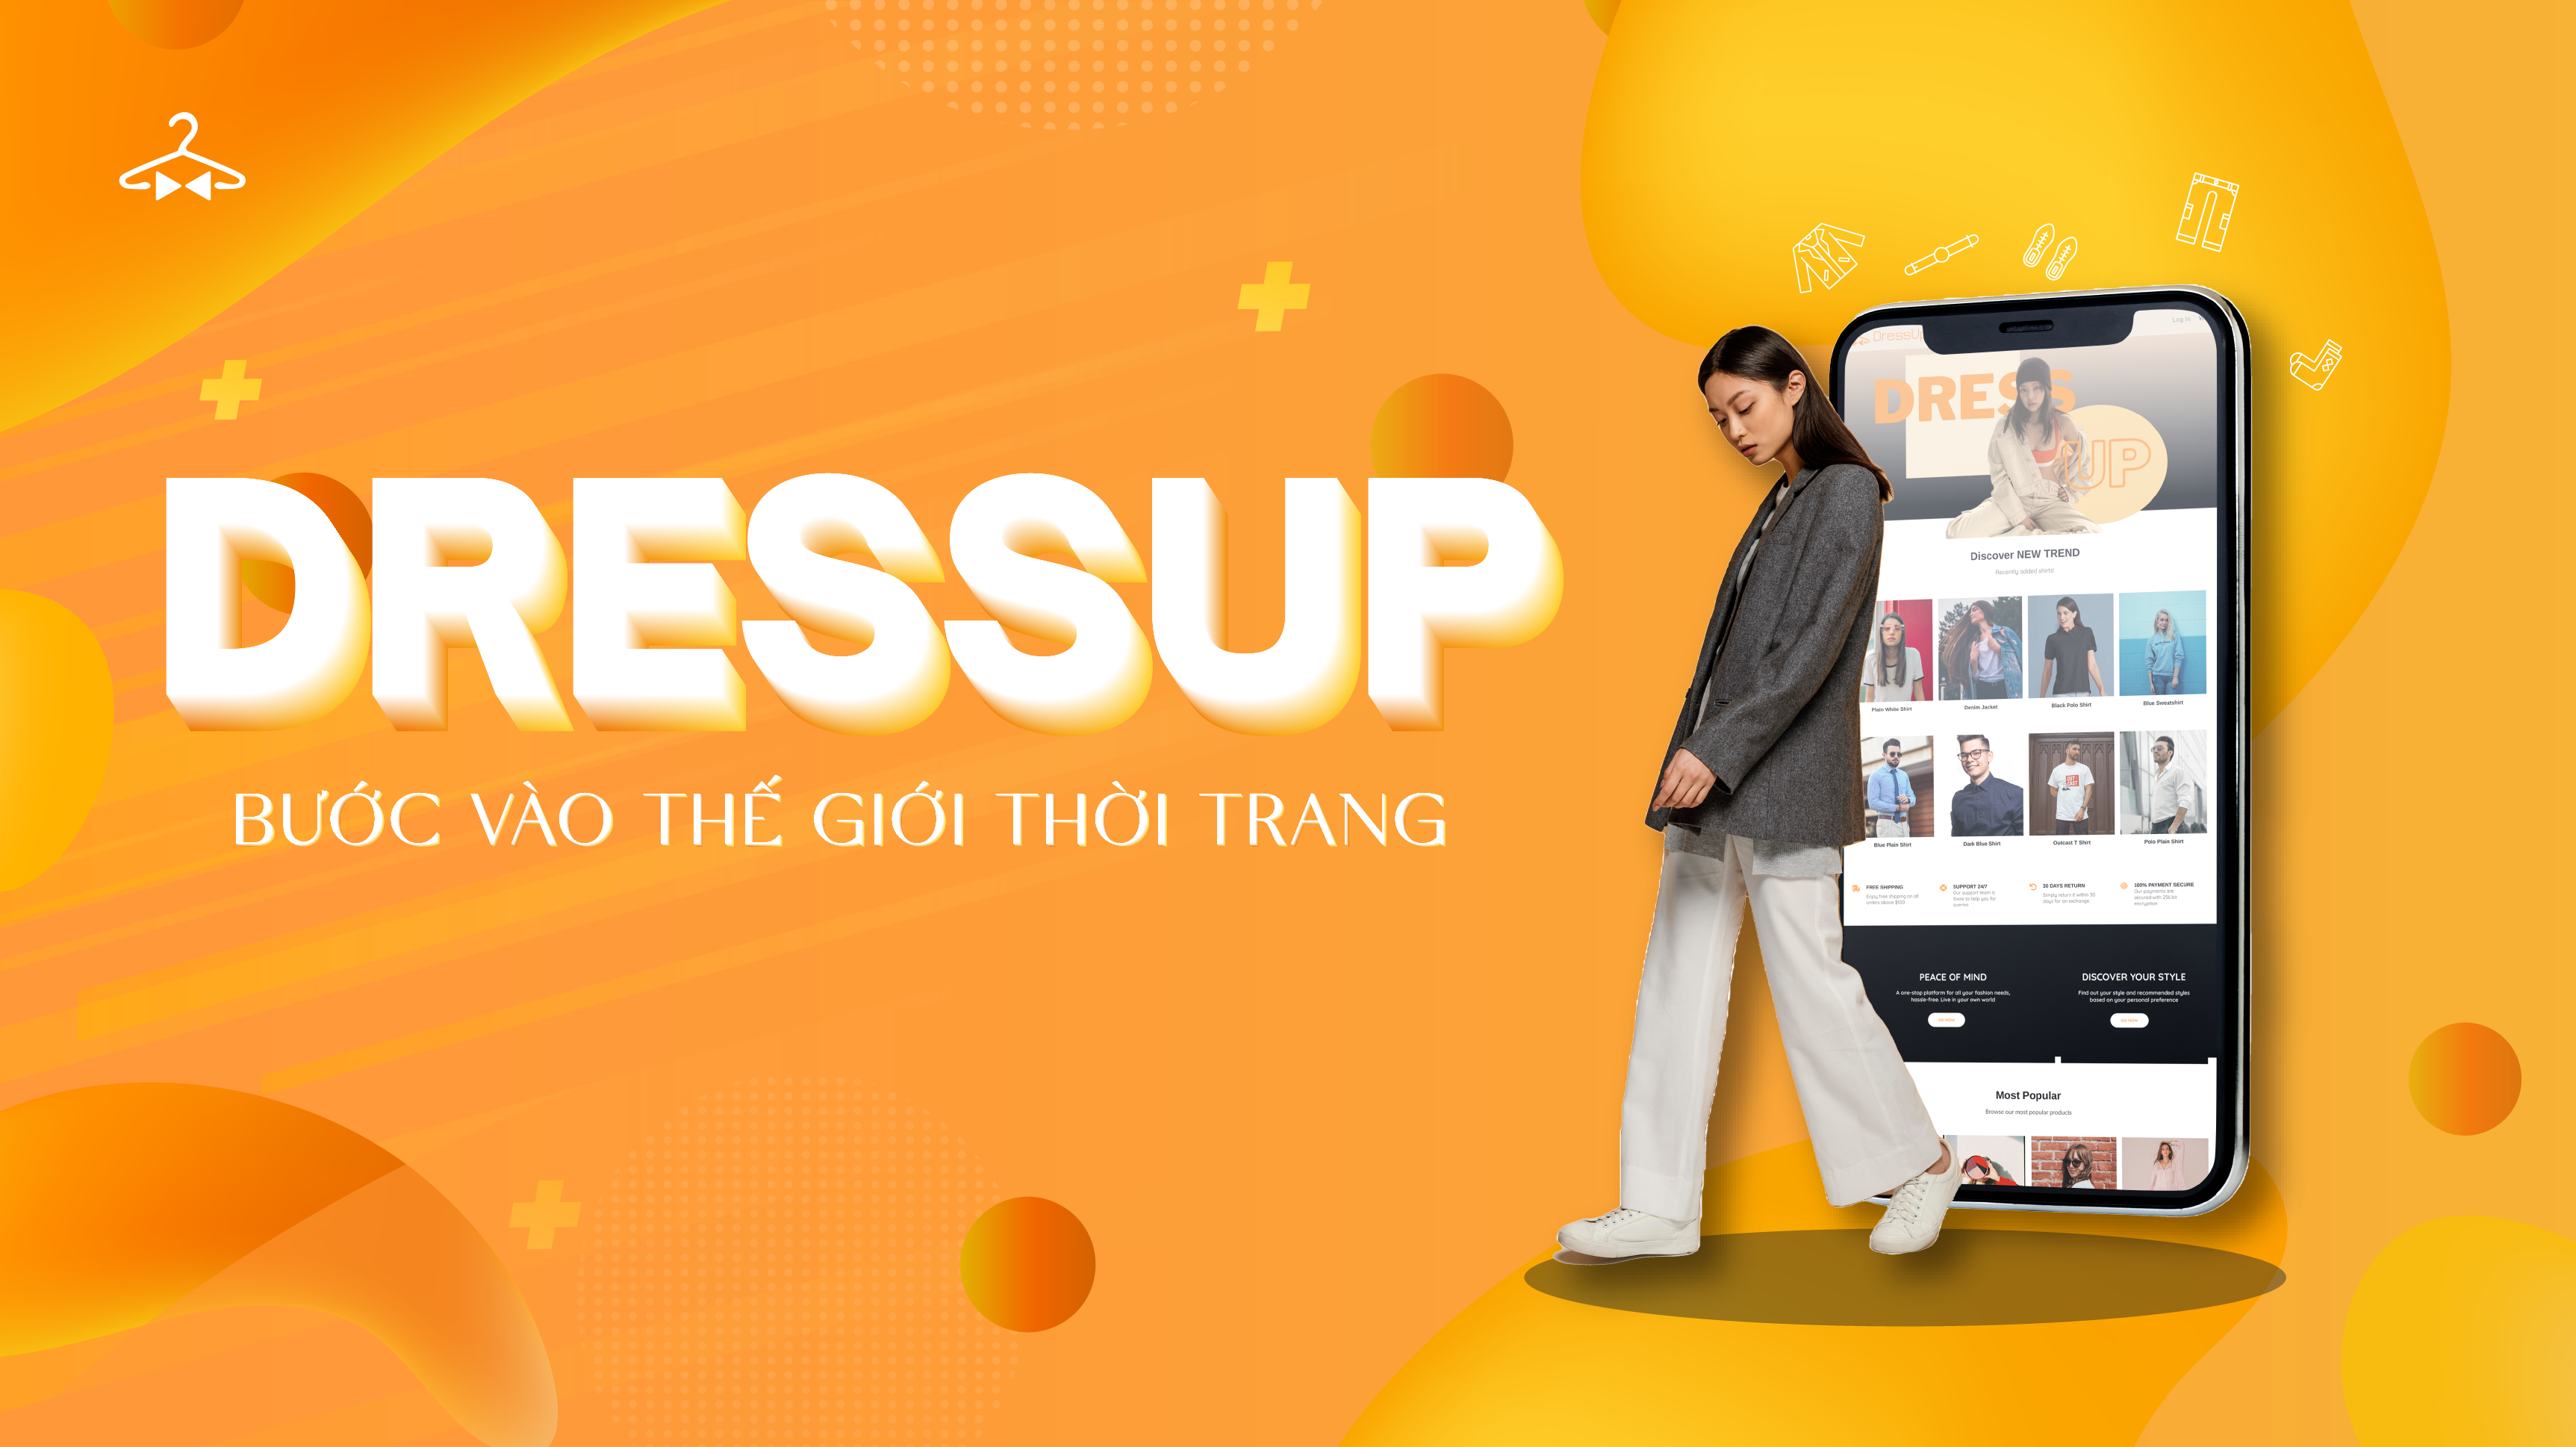 DRESSUP
BƯỚC VÀO THẾ GIỚI THỜI TRANG
DressUp
Log In
DRESS
UP
Discover NEW TREND
Recently added shirts!
Plain White Shirt
Denim Jacket
Black Polo Shirt
Blue Sweatshirt
Blue Plain Shirt
Dark Blue Shirt
Outcast T Shirt
Polo Plain Shirt
FREE SHIPPING
Enjoy free shipping on all
orders above $100
SUPPORT 24/7
Our support team is
there to help you for
queries
30 DAYS RETURN
Simply return it within 30
days for an exchange
100% PAYMENT SECURE
Our payments are
secured with 256 bit
encryption
PEACE OF MIND
A one-stop platform for all your fashion needs,
hassle-free. Live in your own world
DISCOVER YOUR STYLE
Find out your style and recommended styles
based on your personal preference
Most Popular
Browse our most popular products